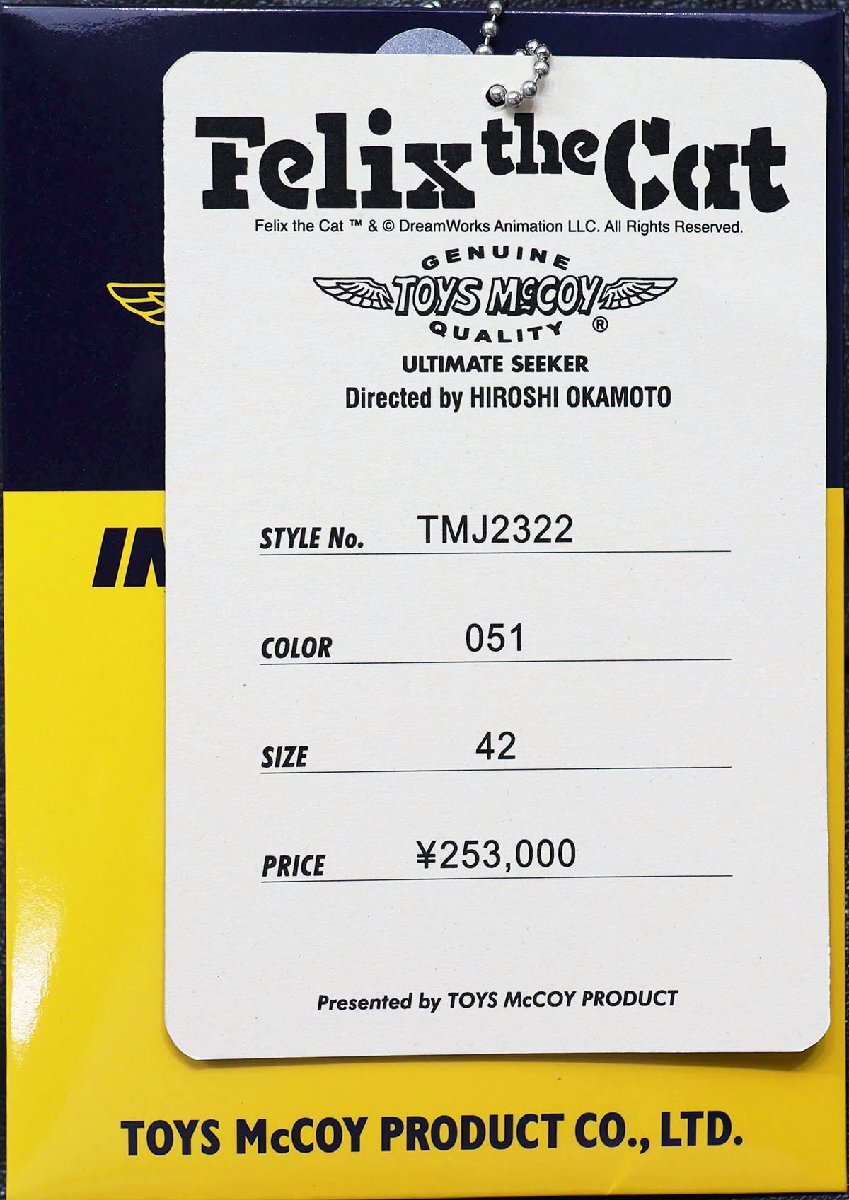 Felix the Cat
Felix the Cat ™ & © DreamWorks Animation LLC. All Rights Reserved.
GENUINE
TOYS McCOY
QUALITY ®
ULTIMATE SEEKER
Directed by HIROSHI OKAMOTO
STYLE No. TMJ2322
COLOR 051
SIZE 42
PRICE ¥253,000
Presented by TOYS McCOY PRODUCT
TOYS McCOY PRODUCT CO., LTD.